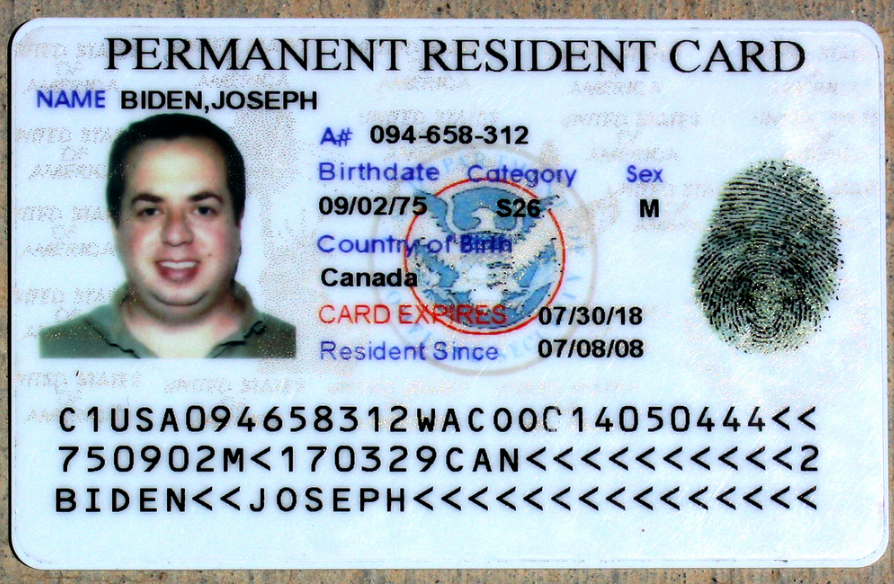 PERMANENT RESIDENT CARD
NAME BIDEN,JOSEPH
A# 094-658-312
Birthdate Category Sex
09/02/75 S26 M
Country of Birth
Canada
CARD EXPIRES 07/30/18
Resident Since 07/08/08
C1USA094658312WAC00C14050444<<
750902M<170329CAN<<<<<<<<<<<2
BIDEN<<JOSEPH<<<<<<<<<<<<<<<<<